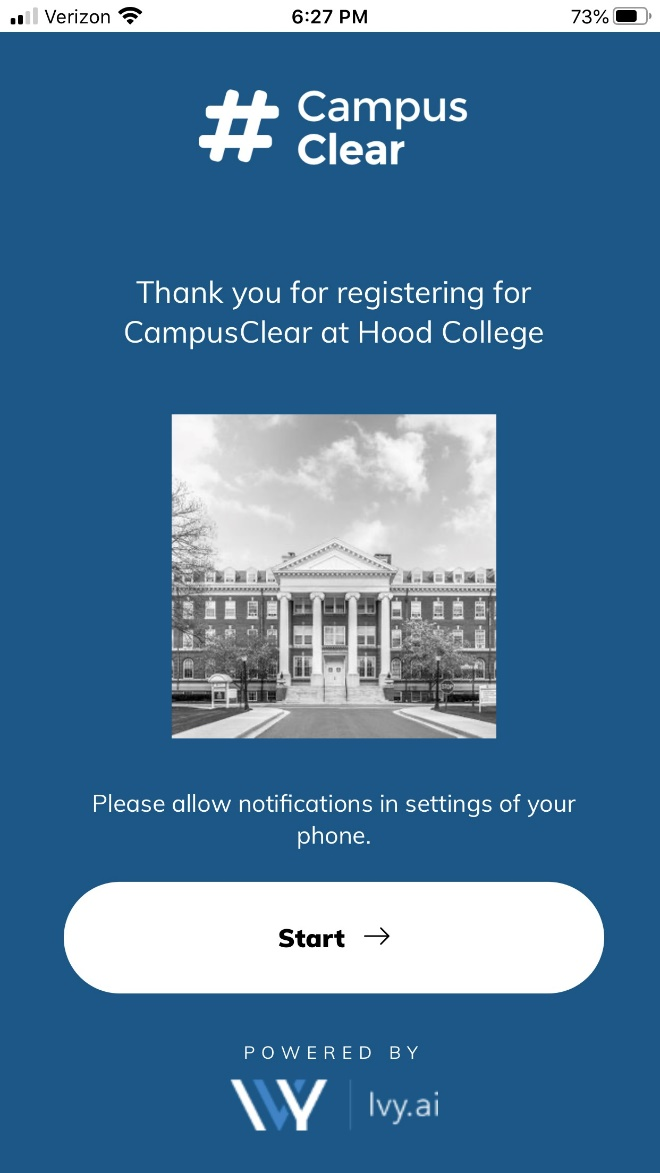 Verizon 6:27 PM 73%
# Campus
Clear
Thank you for registering for
CampusClear at Hood College
Please allow notifications in settings of your
phone.
Start →
POWERED BY
IVY | Ivy.ai